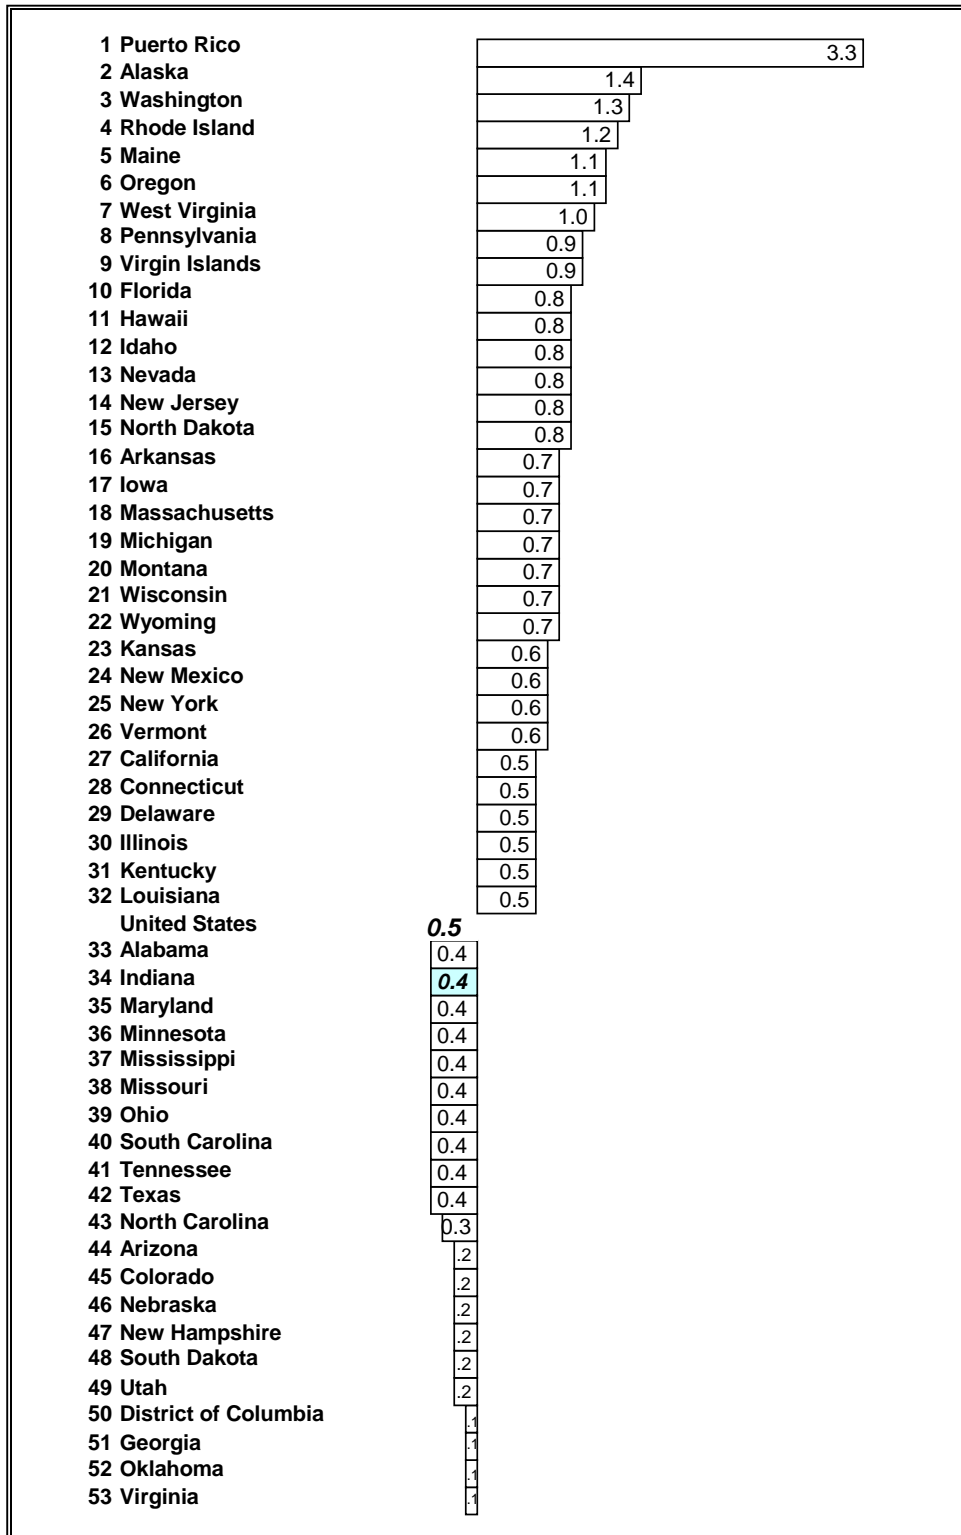 1 Puerto Rico 3.3
2 Alaska 1.4
3 Washington 1.3
4 Rhode Island 1.2
5 Maine 1.1
6 Oregon 1.1
7 West Virginia 1.0
8 Pennsylvania 0.9
9 Virgin Islands 0.9
10 Florida 0.8
11 Hawaii 0.8
12 Idaho 0.8
13 Nevada 0.8
14 New Jersey 0.8
15 North Dakota 0.8
16 Arkansas 0.7
17 Iowa 0.7
18 Massachusetts 0.7
19 Michigan 0.7
20 Montana 0.7
21 Wisconsin 0.7
22 Wyoming 0.7
23 Kansas 0.6
24 New Mexico 0.6
25 New York 0.6
26 Vermont 0.6
27 California 0.5
28 Connecticut 0.5
29 Delaware 0.5
30 Illinois 0.5
31 Kentucky 0.5
32 Louisiana 0.5
United States 0.5
33 Alabama 0.4
34 Indiana 0.4
35 Maryland 0.4
36 Minnesota 0.4
37 Mississippi 0.4
38 Missouri 0.4
39 Ohio 0.4
40 South Carolina 0.4
41 Tennessee 0.4
42 Texas 0.4
43 North Carolina 0.3
44 Arizona .2
45 Colorado .2
46 Nebraska .2
47 New Hampshire .2
48 South Dakota .2
49 Utah .2
50 District of Columbia .1
51 Georgia .1
52 Oklahoma .1
53 Virginia .1